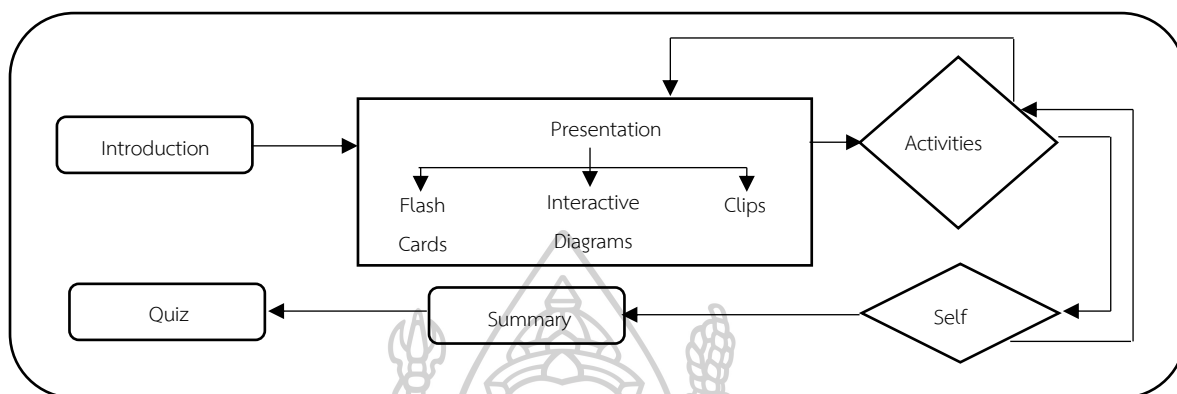 Introduction
Presentation
Flash
Cards
Interactive
Diagrams
Clips
Activities
Self
Summary
Quiz